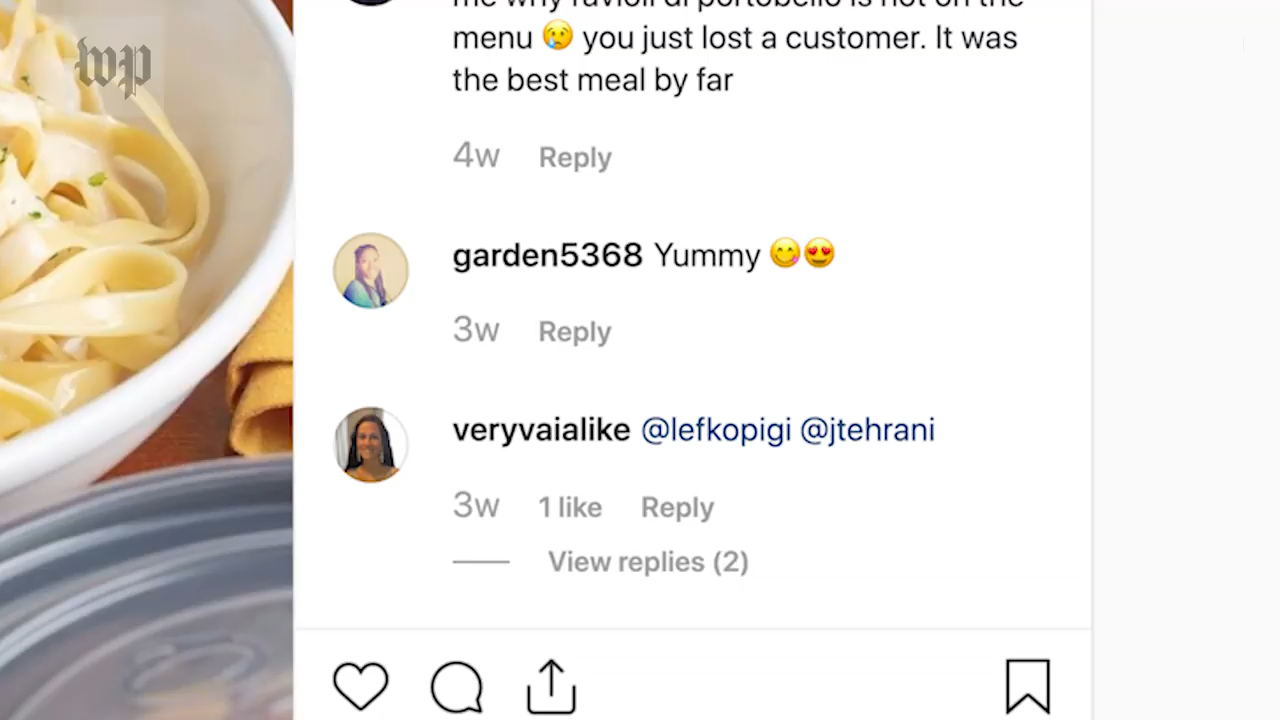 wp
me why ravioli di portobello is not on the
menu 😢 you just lost a customer. It was
the best meal by far
4w Reply
garden5368 Yummy 😋😍
3w Reply
veryvaialike @lefkopigi @jtehrani
3w 1 like Reply
View replies (2)